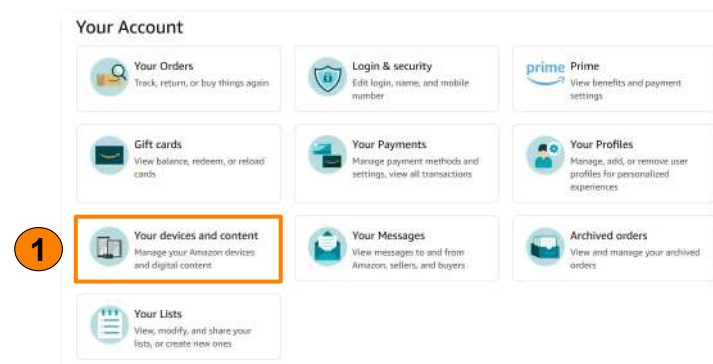 Your Account
Your Orders
Track, return, or buy things again
Login & security
Edit login, name, and mobile
number
prime
Prime
View benefits and payment
settings
Gift cards
View balance, redeem, or reload
cards
Your Payments
Manage payment methods and
settings, view all transactions
Your Profiles
Manage, add, or remove user
profiles for personalized
experiences
1
Your devices and content
Manage your Amazon devices
and digital content
Your Messages
View messages to and from
Amazon, sellers, and buyers
Archived orders
View and manage your archived
orders
Your Lists
View, modify, and share your
lists, or create new ones